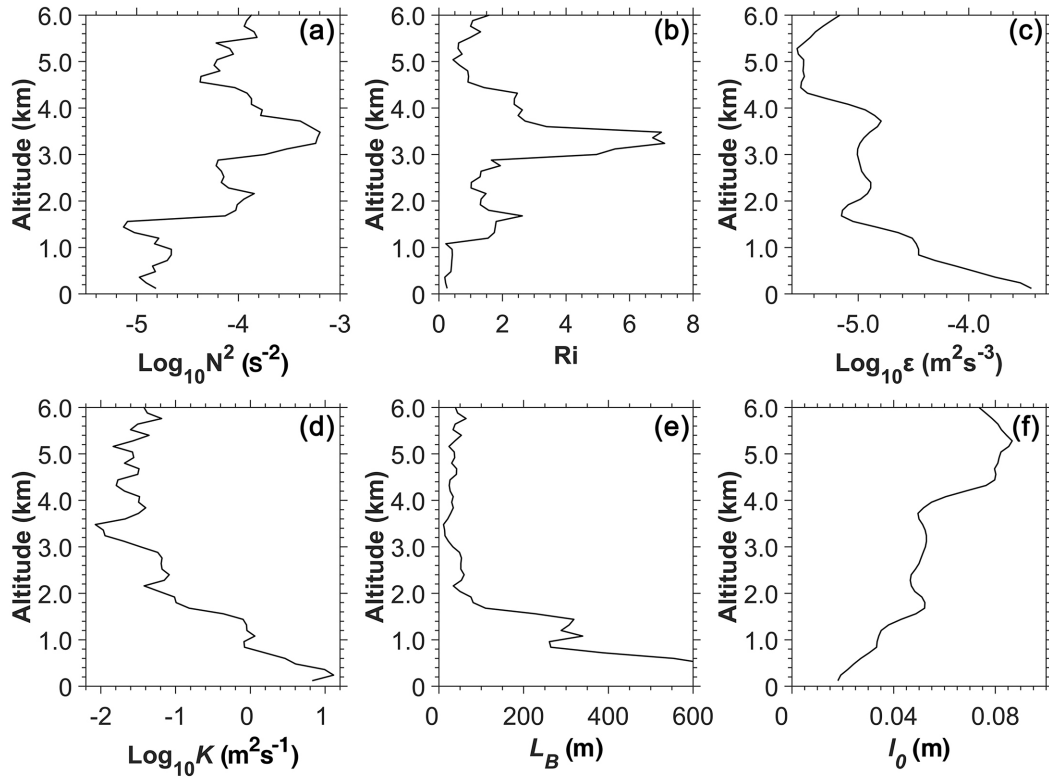 6.0 (a)
5.0
4.0
3.0
2.0
1.0
0
Altitude (km)
-5 -4 -3
Log₁₀N² (s⁻²)
6.0 (b)
5.0
4.0
3.0
2.0
1.0
0
Altitude (km)
0 2 4 6 8
Ri
6.0 (c)
5.0
4.0
3.0
2.0
1.0
0
Altitude (km)
-5.0 -4.0
Log₁₀ε (m²s⁻³)
6.0 (d)
5.0
4.0
3.0
2.0
1.0
0
Altitude (km)
-2 -1 0 1
Log₁₀K (m²s⁻¹)
6.0 (e)
5.0
4.0
3.0
2.0
1.0
0
Altitude (km)
0 200 400 600
L_B (m)
6.0 (f)
5.0
4.0
3.0
2.0
1.0
0
Altitude (km)
0 0.04 0.08
l₀ (m)